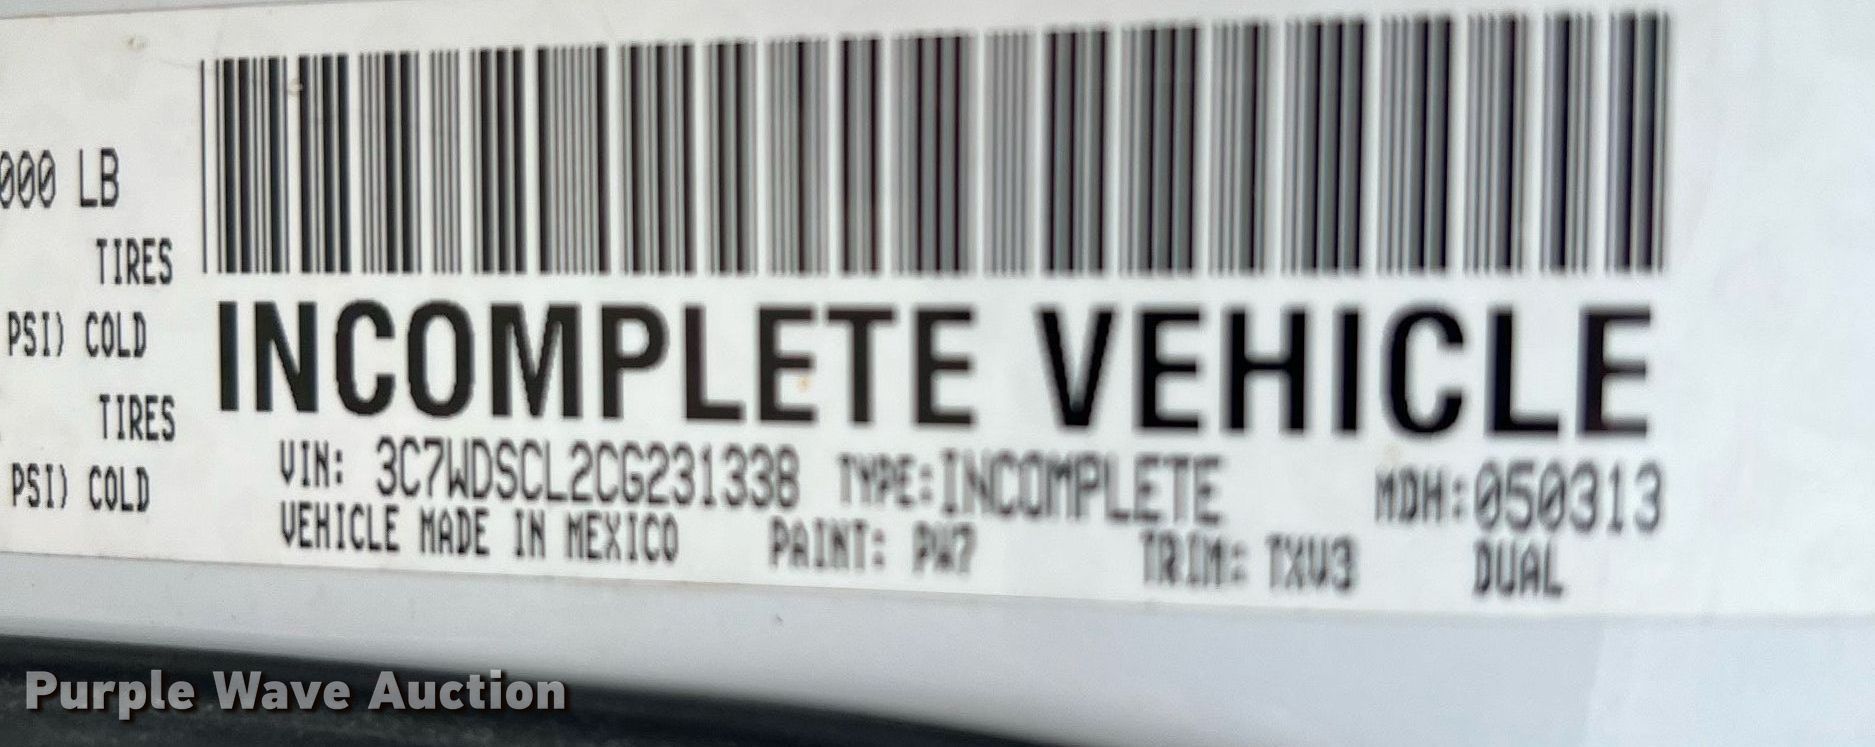 000 LB
TIRES
PSI) COLD
TIRES
PSI) COLD
INCOMPLETE VEHICLE
VIN: 3C7WDSCL2CG231338 TYPE:INCOMPLETE MDH:050313
VEHICLE MADE IN MEXICO PAINT: PW7 TRIM: TXV3 DUAL
Purple Wave Auction